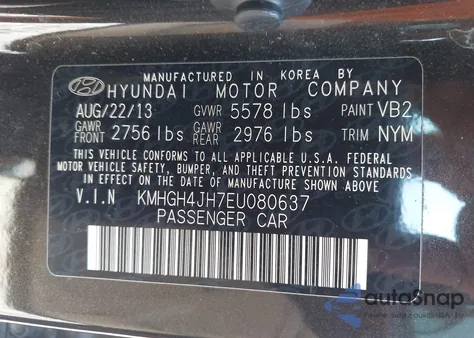 MANUFACTURED IN KOREA BY
HYUNDAI MOTOR COMPANY
AUG/22/13 GVWR 5578 lbs PAINT VB2
GAWR FRONT 2756 lbs GAWR REAR 2976 lbs TRIM NYM
THIS VEHICLE CONFORMS TO ALL APPLICABLE U.S.A. FEDERAL
MOTOR VEHICLE SAFETY, BUMPER, AND THEFT PREVENTION STANDARDS
IN EFFECT ON THE DATE OF MANUFACTURE SHOWN ABOVE.
V.I.N KMHGH4JH7EU080637
PASSENGER CAR
autoSnap